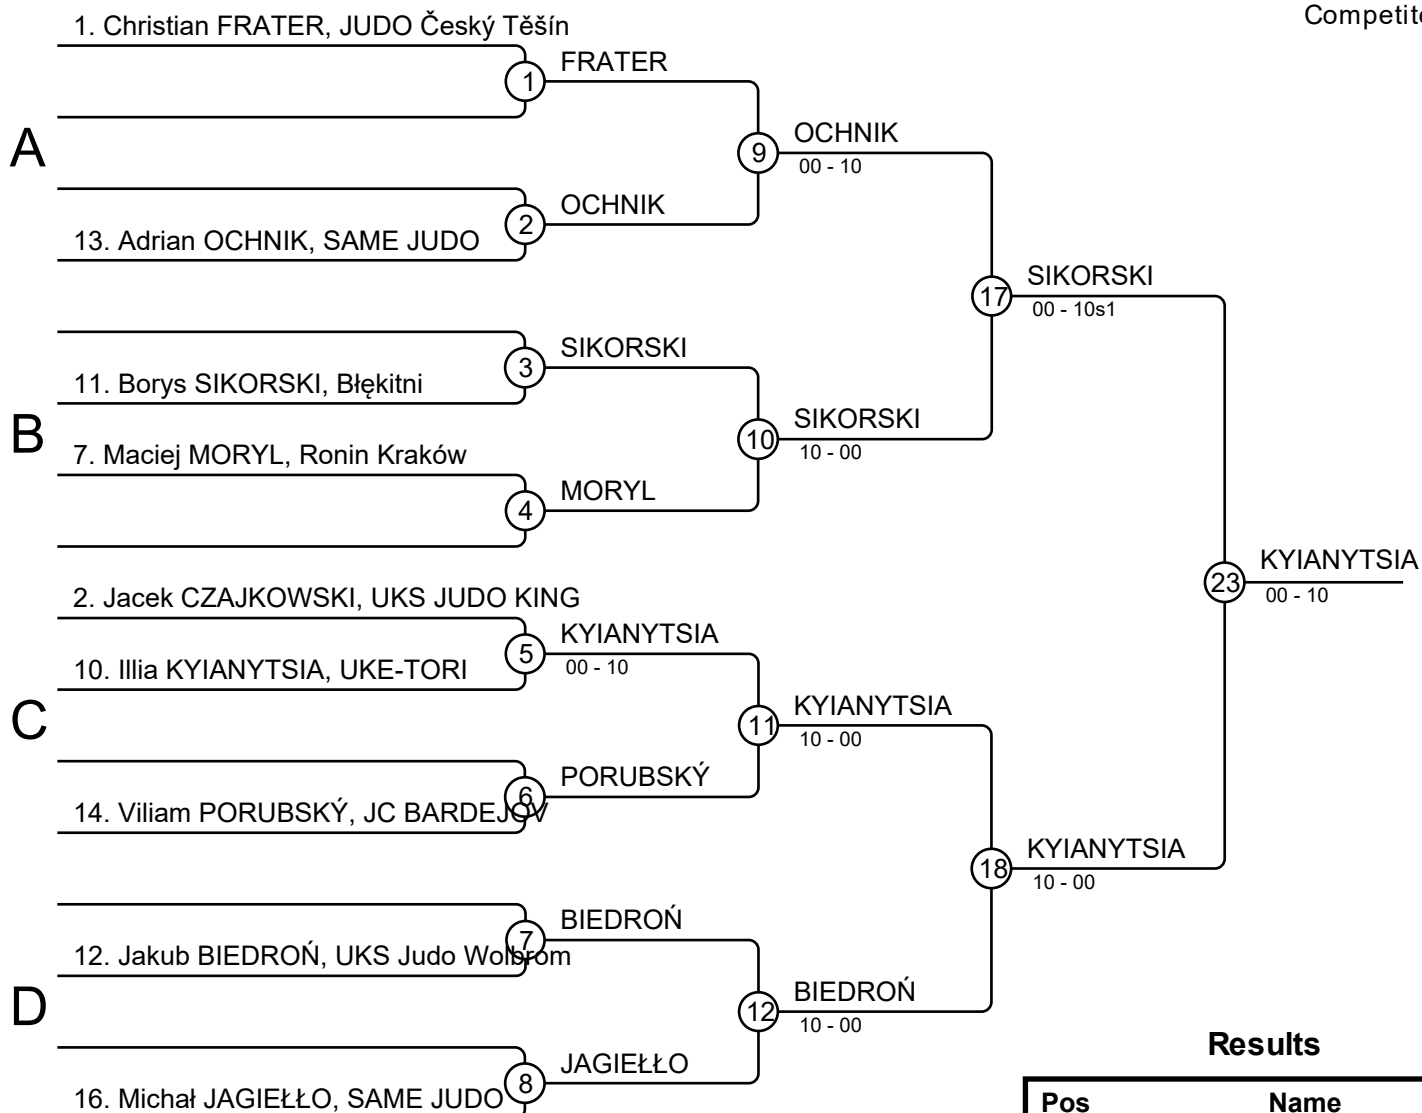 Competit
1. Christian FRATER, JUDO Český Těšín
1
FRATER
A
9
OCHNIK
00 - 10
2
OCHNIK
13. Adrian OCHNIK, SAME JUDO
17
SIKORSKI
00 - 10s1
3
SIKORSKI
11. Borys SIKORSKI, Błękitni
B
10
SIKORSKI
10 - 00
7. Maciej MORYL, Ronin Kraków
4
MORYL
23
KYIANYTSIA
00 - 10
2. Jacek CZAJKOWSKI, UKS JUDO KING
5
KYIANYTSIA
00 - 10
10. Illia KYIANYTSIA, UKE-TORI
C
11
KYIANYTSIA
10 - 00
6
PORUBSKÝ
14. Viliam PORUBSKÝ, JC BARDEJOV
18
KYIANYTSIA
10 - 00
7
BIEDROŃ
12. Jakub BIEDROŃ, UKS Judo Wolbrom
D
12
BIEDROŃ
10 - 00
Results
8
JAGIEŁŁO
16. Michał JAGIEŁŁO, SAME JUDO
Pos Name